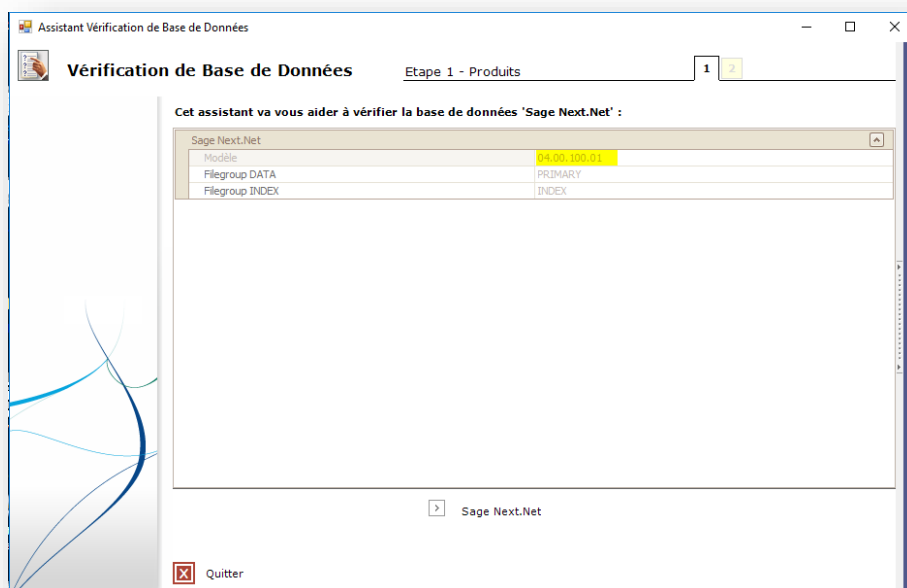 Assistant Vérification de Base de Données
Vérification de Base de Données
Etape 1 - Produits
1
2
Cet assistant va vous aider à vérifier la base de données 'Sage Next.Net' :
Sage Next.Net
Modèle 04.00.100.01
Filegroup DATA PRIMARY
Filegroup INDEX INDEX
Sage Next.Net
Quitter